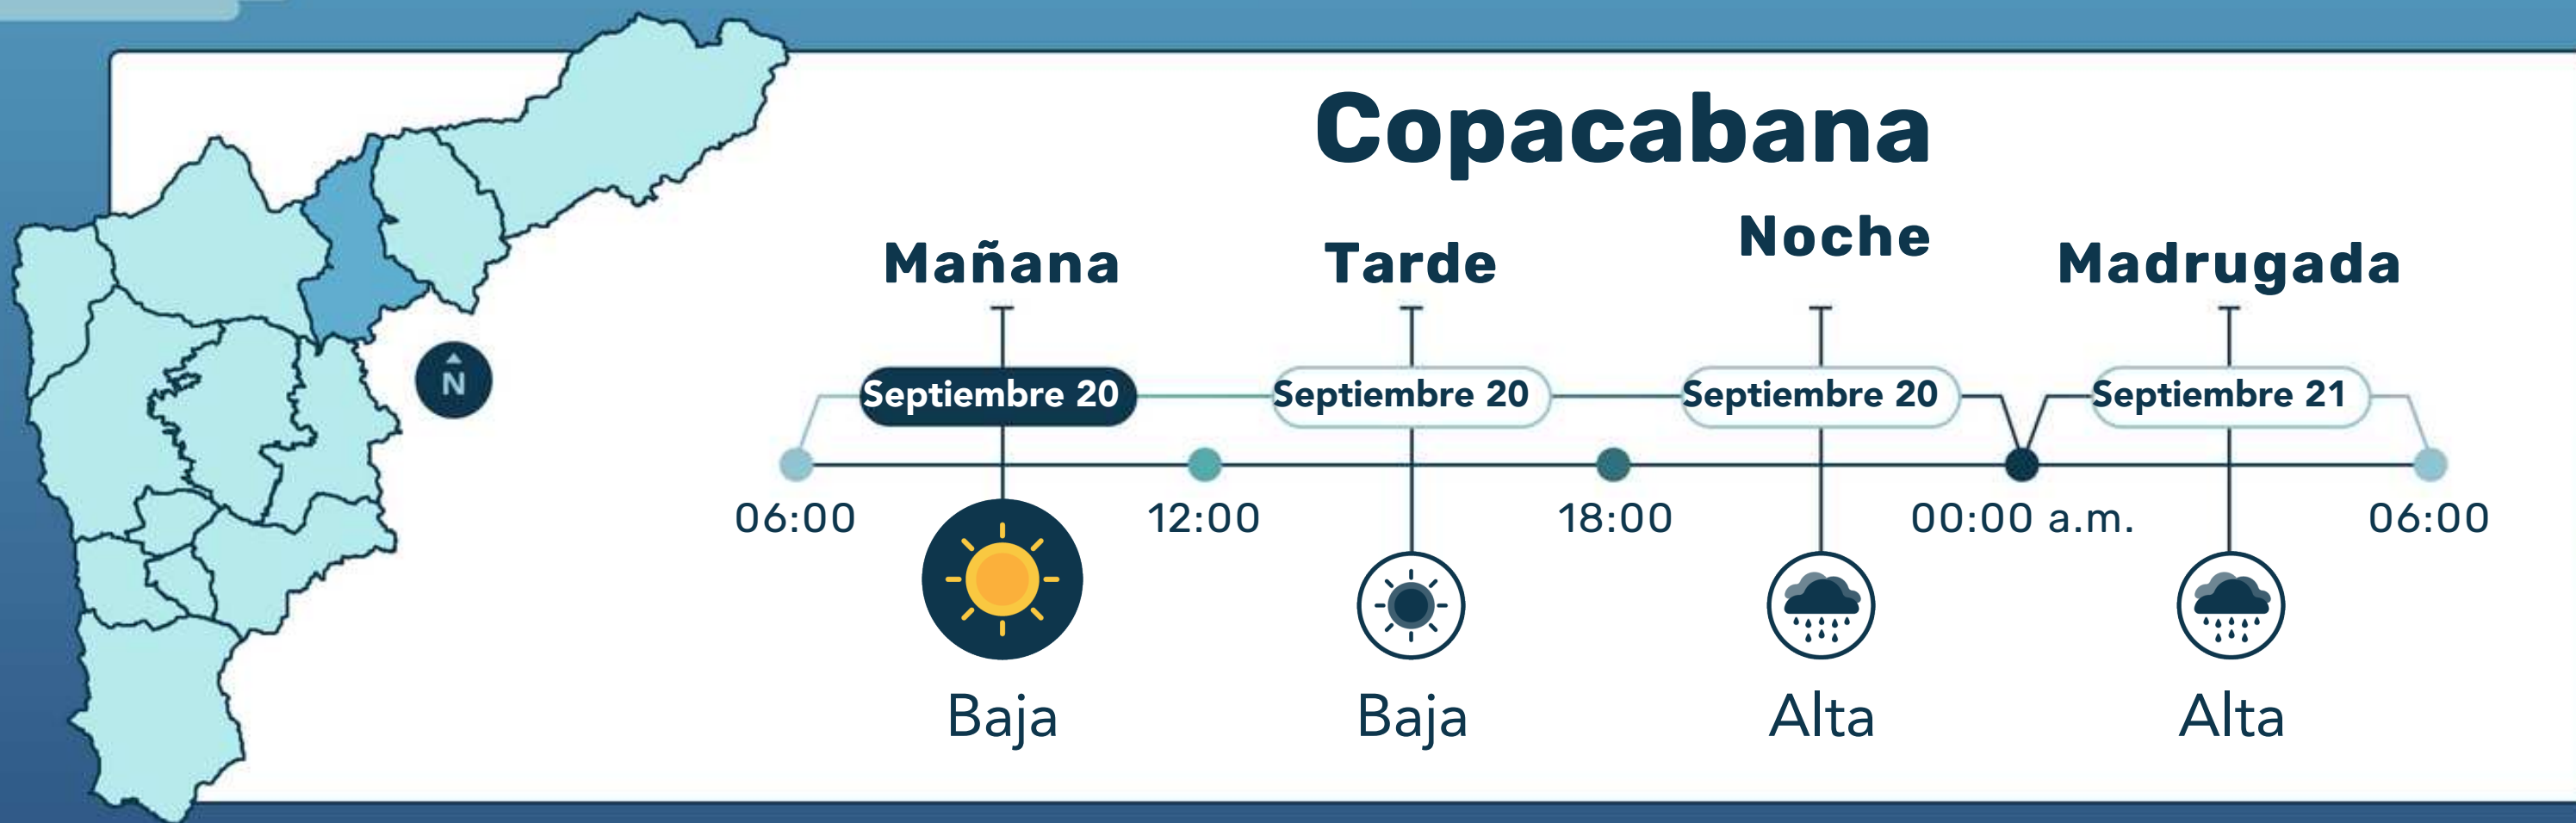 Copacabana
Mañana
Tarde
Noche
Madrugada
Septiembre 20
Septiembre 20
Septiembre 20
Septiembre 21
N
06:00
12:00
18:00
00:00 a.m.
06:00
Baja
Baja
Alta
Alta